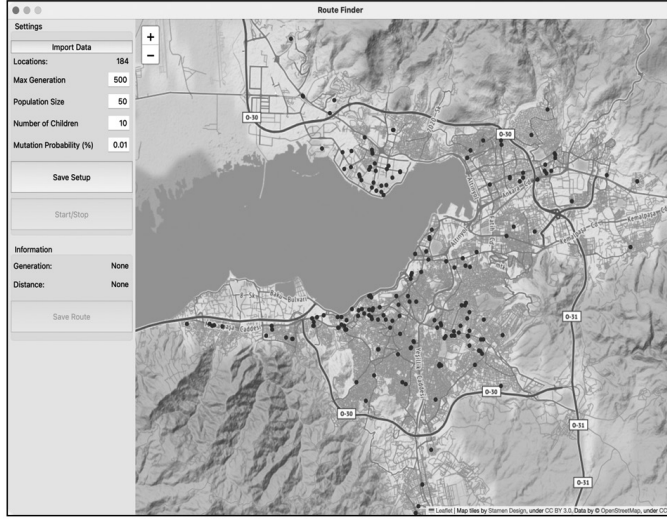 Route Finder
Settings
Import Data
Locations: 184
Max Generation 500
Population Size 50
Number of Children 10
Mutation Probability (%) 0.01
Save Setup
Start/Stop
Information
Generation: None
Distance: None
Save Route
+
−
O-30
O-30
O-31
O-30
O-30
O-31
O-31
Leaflet | Map tiles by Stamen Design, under CC BY 3.0, Data by © OpenStreetMap, under CC